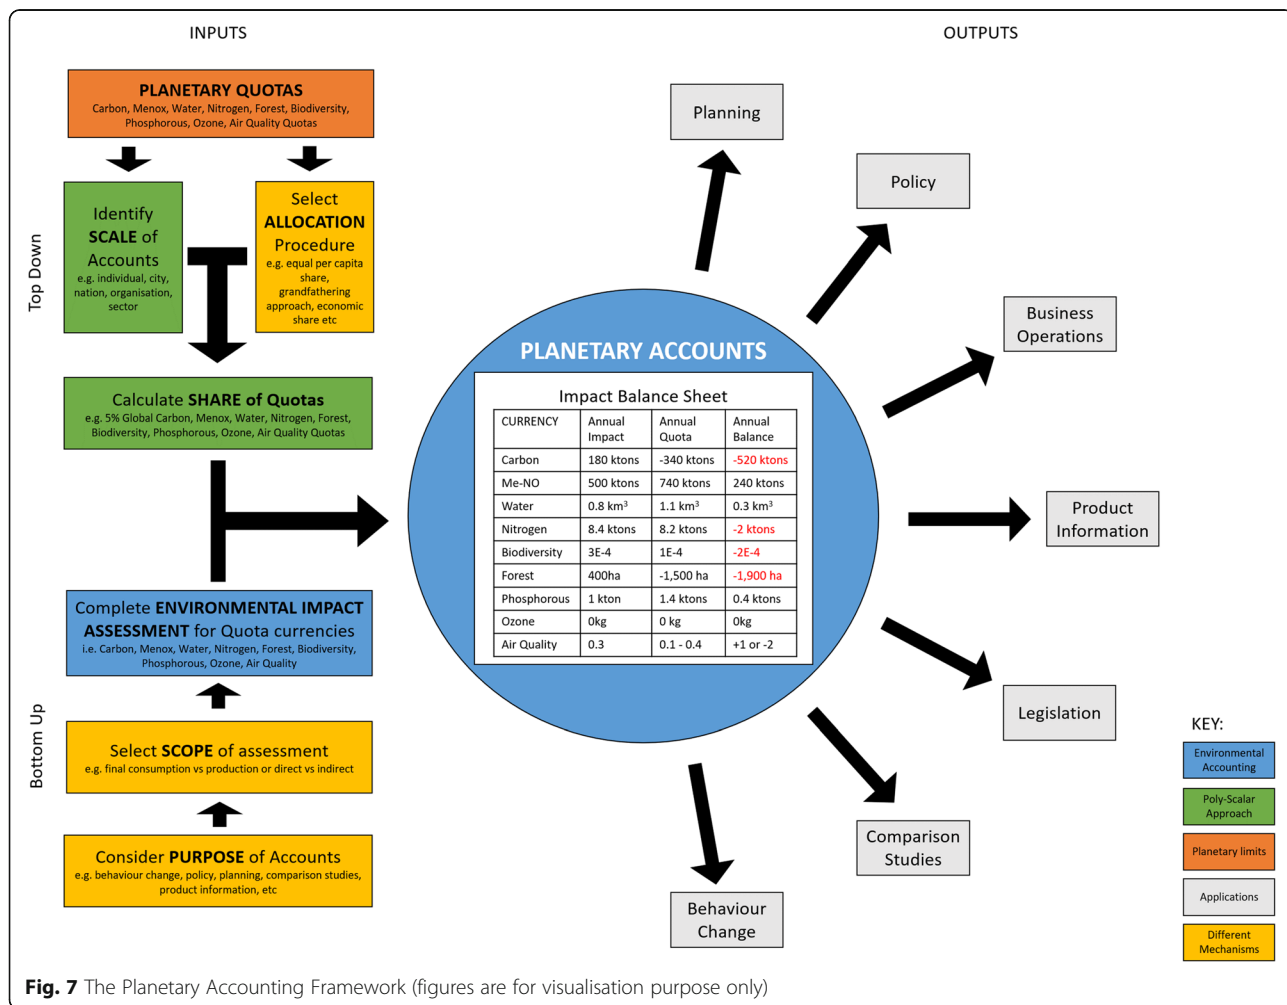 INPUTS
OUTPUTS
PLANETARY QUOTAS
Carbon, Menox, Water, Nitrogen, Forest, Biodiversity,
Phosphorous, Ozone, Air Quality Quotas
Top Down
Identify
SCALE of
Accounts
e.g. individual, city,
nation, organisation,
sector
Select
ALLOCATION
Procedure
e.g. equal per capita
share,
grandfathering
approach, economic
share etc
Calculate SHARE of Quotas
e.g. 5% Global Carbon, Menox, Water, Nitrogen, Forest,
Biodiversity, Phosphorous, Ozone, Air Quality Quotas
Bottom Up
Complete ENVIRONMENTAL IMPACT
ASSESSMENT for Quota currencies
i.e. Carbon, Menox, Water, Nitrogen, Forest, Biodiversity,
Phosphorous, Ozone, Air Quality
Select SCOPE of assessment
e.g. final consumption vs production or direct vs indirect
Consider PURPOSE of Accounts
e.g. behaviour change, policy, planning, comparison studies,
product information, etc
PLANETARY ACCOUNTS
Impact Balance Sheet
CURRENCY Annual Impact Annual Quota Annual Balance
Carbon 180 ktons -340 ktons -520 ktons
Me-NO 500 ktons 740 ktons 240 ktons
Water 0.8 km³ 1.1 km³ 0.3 km³
Nitrogen 8.4 ktons 8.2 ktons -2 ktons
Biodiversity 3E-4 1E-4 -2E-4
Forest 400ha -1,500 ha -1,900 ha
Phosphorous 1 kton 1.4 ktons 0.4 ktons
Ozone 0kg 0 kg 0kg
Air Quality 0.3 0.1 - 0.4 +1 or -2
Planning
Policy
Business
Operations
Product
Information
Legislation
Comparison
Studies
Behaviour
Change
KEY:
Environmental
Accounting
Poly-Scalar
Approach
Planetary limits
Applications
Different
Mechanisms
Fig. 7 The Planetary Accounting Framework (figures are for visualisation purpose only)